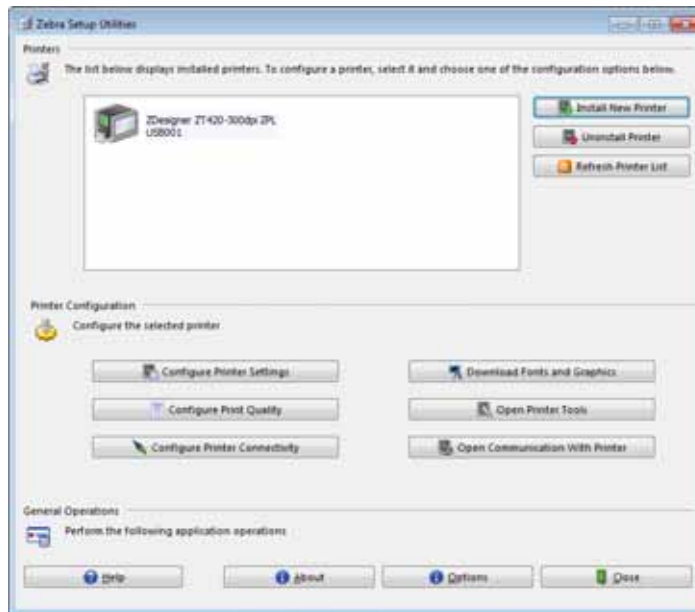 Zebra Setup Utilities
Printers
The list below displays installed printers. To configure a printer, select it and choose one of the configuration options below.
ZDesigner ZT420-300dpi ZPL
USB001
Install New Printer
Uninstall Printer
Refresh Printer List
Printer Configuration
Configure the selected printer
Configure Printer Settings
Download Fonts and Graphics
Configure Print Quality
Open Printer Tools
Configure Printer Connectivity
Open Communication With Printer
General Operations
Perform the following application operations
Help
About
Options
Close